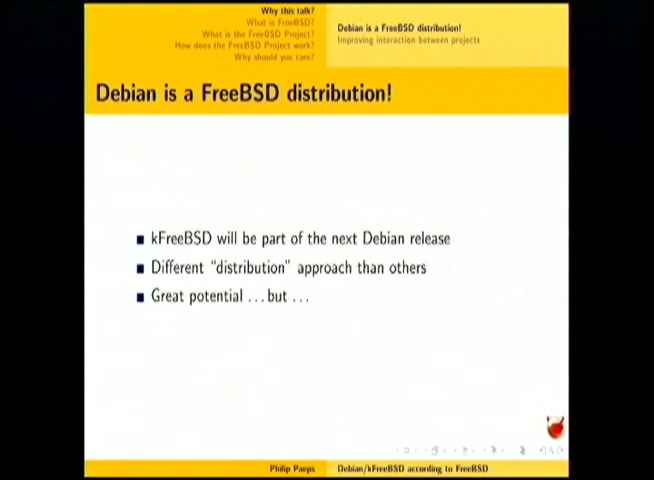 Why this talk?
What is FreeBSD?
What is the FreeBSD Project?
How does the FreeBSD Project work?
Why should you care?
Debian is a FreeBSD distribution!
Improving interaction between projects
Debian is a FreeBSD distribution!
kFreeBSD will be part of the next Debian release
Different “distribution” approach than others
Great potential ... but ...
Philip Paeps
Debian/kFreeBSD according to FreeBSD